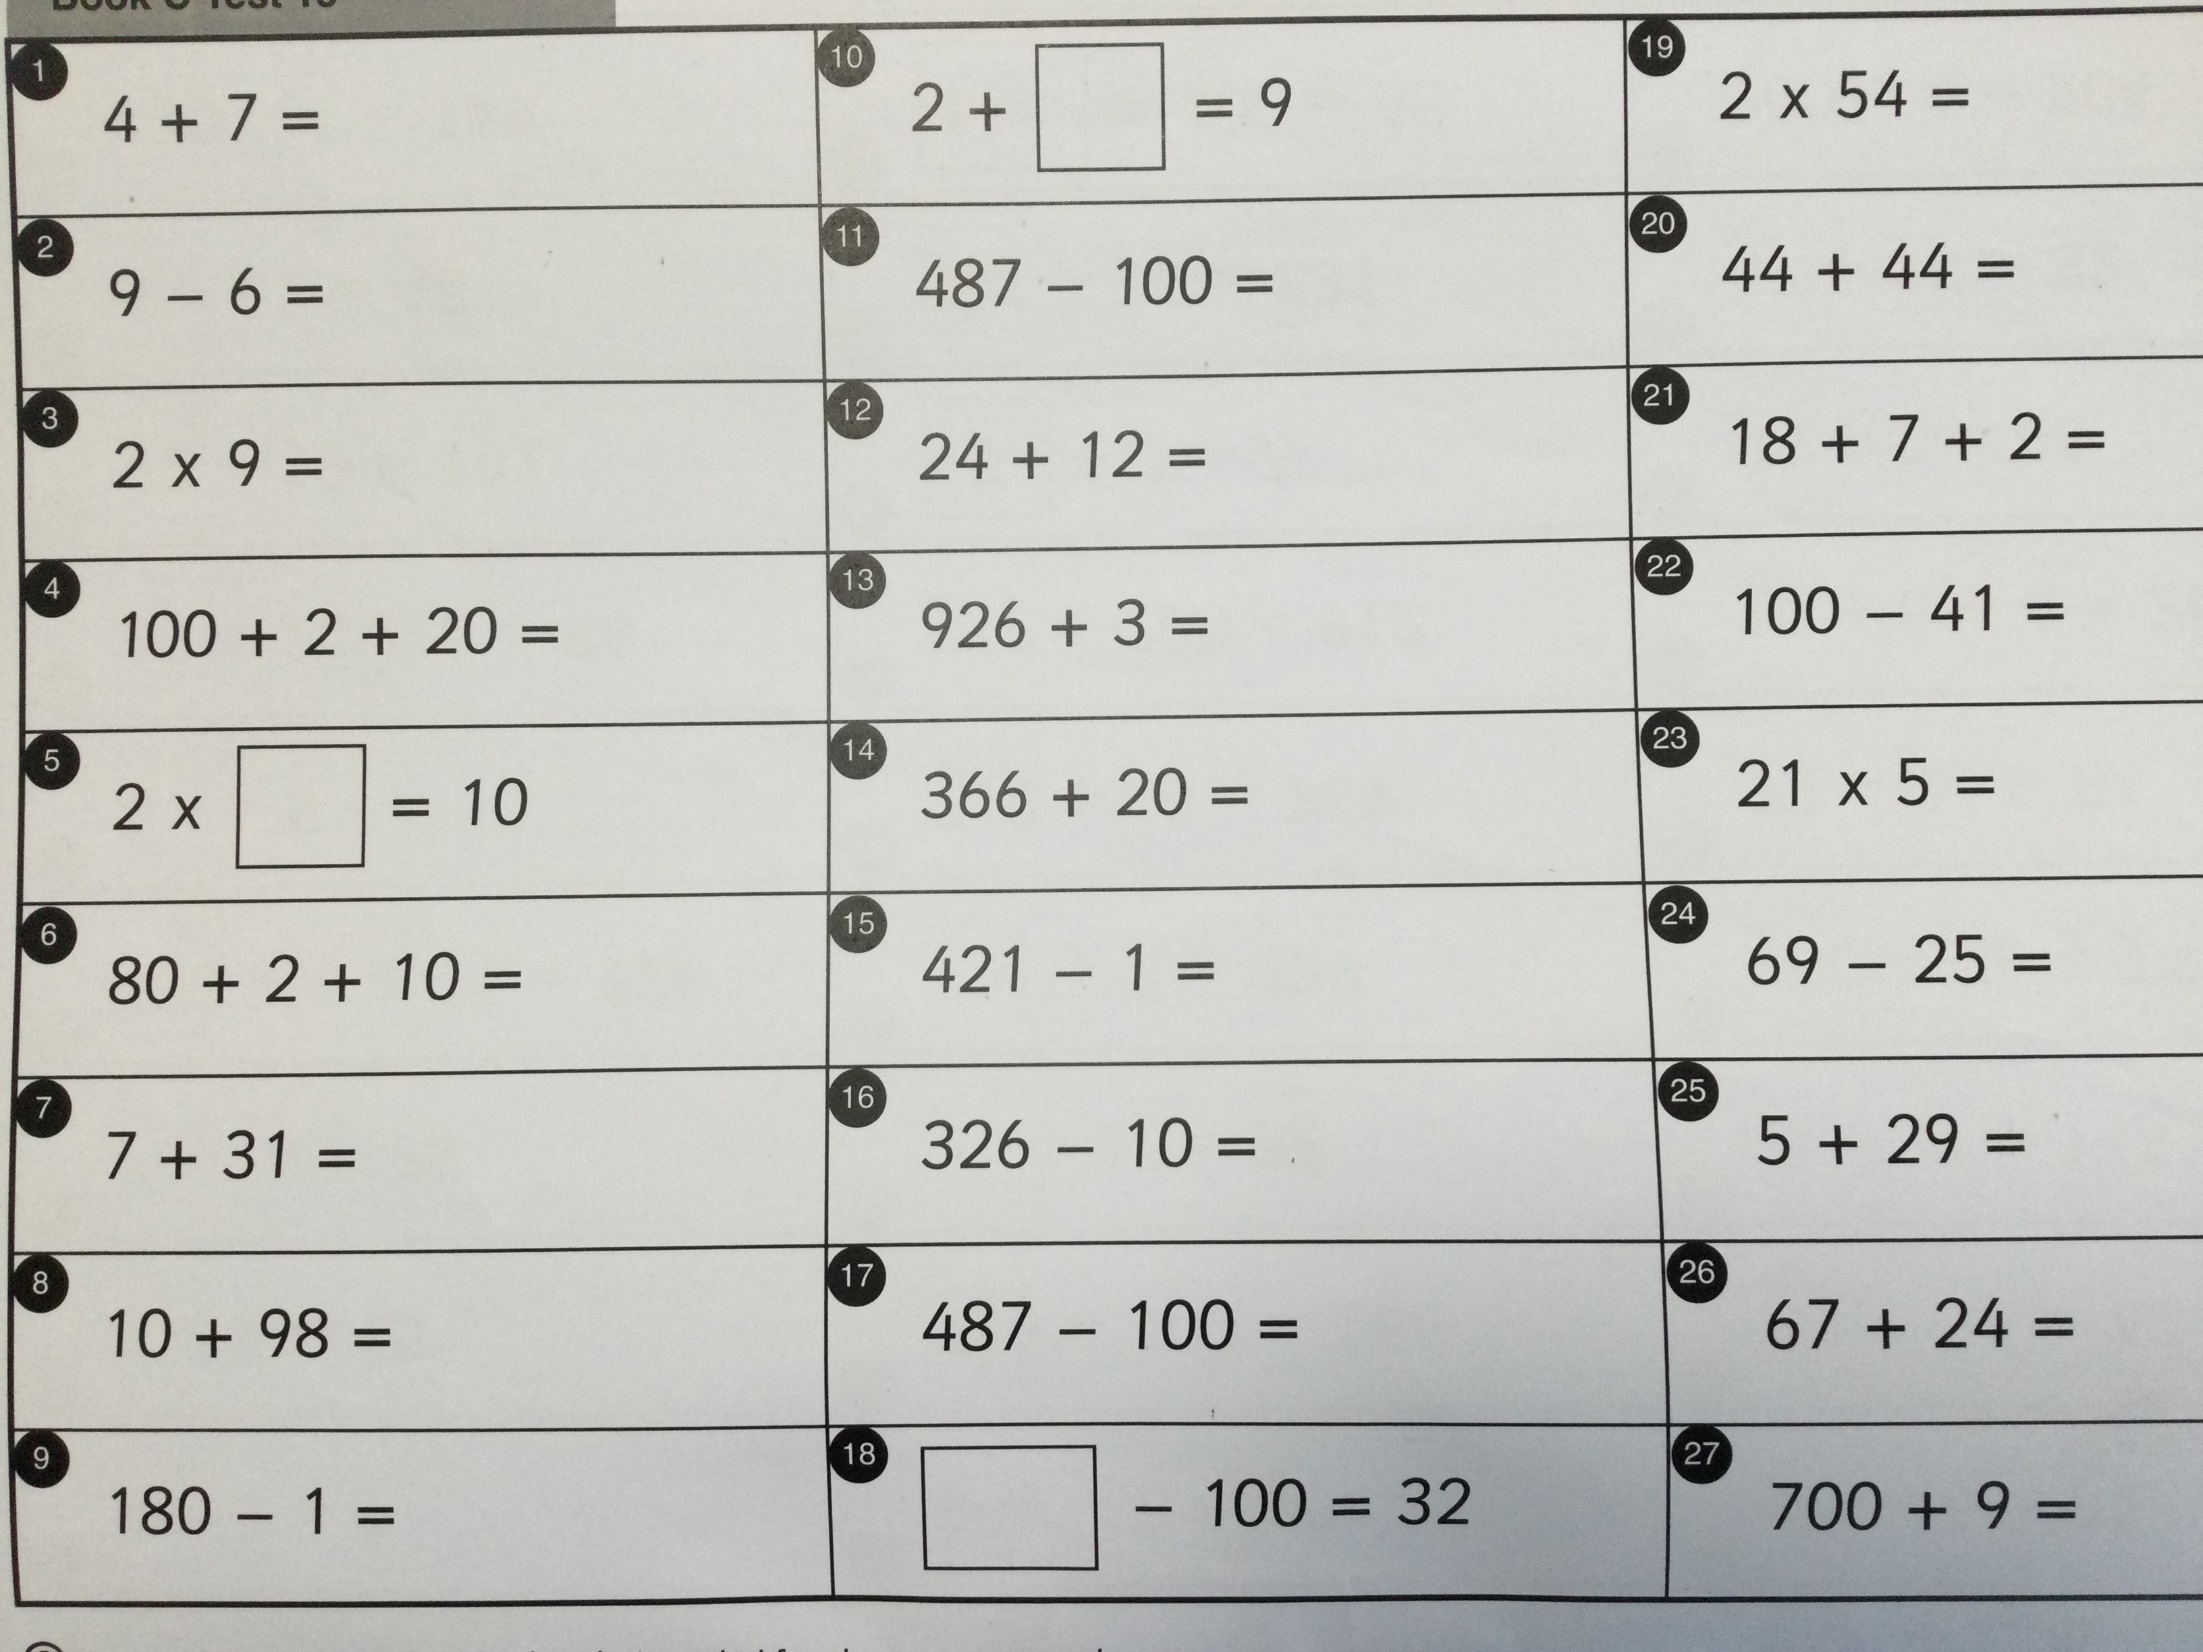 1
4 + 7 =
2
9 – 6 =
3
2 x 9 =
4
100 + 2 + 20 =
5
2 x = 10
6
80 + 2 + 10 =
7
7 + 31 =
8
10 + 98 =
9
180 – 1 =
10
2 + = 9
11
487 – 100 =
12
24 + 12 =
13
926 + 3 =
14
366 + 20 =
15
421 – 1 =
16
326 – 10 =
17
487 – 100 =
18
– 100 = 32
19
2 x 54 =
20
44 + 44 =
21
18 + 7 + 2 =
22
100 – 41 =
23
21 x 5 =
24
69 – 25 =
25
5 + 29 =
26
67 + 24 =
27
700 + 9 =